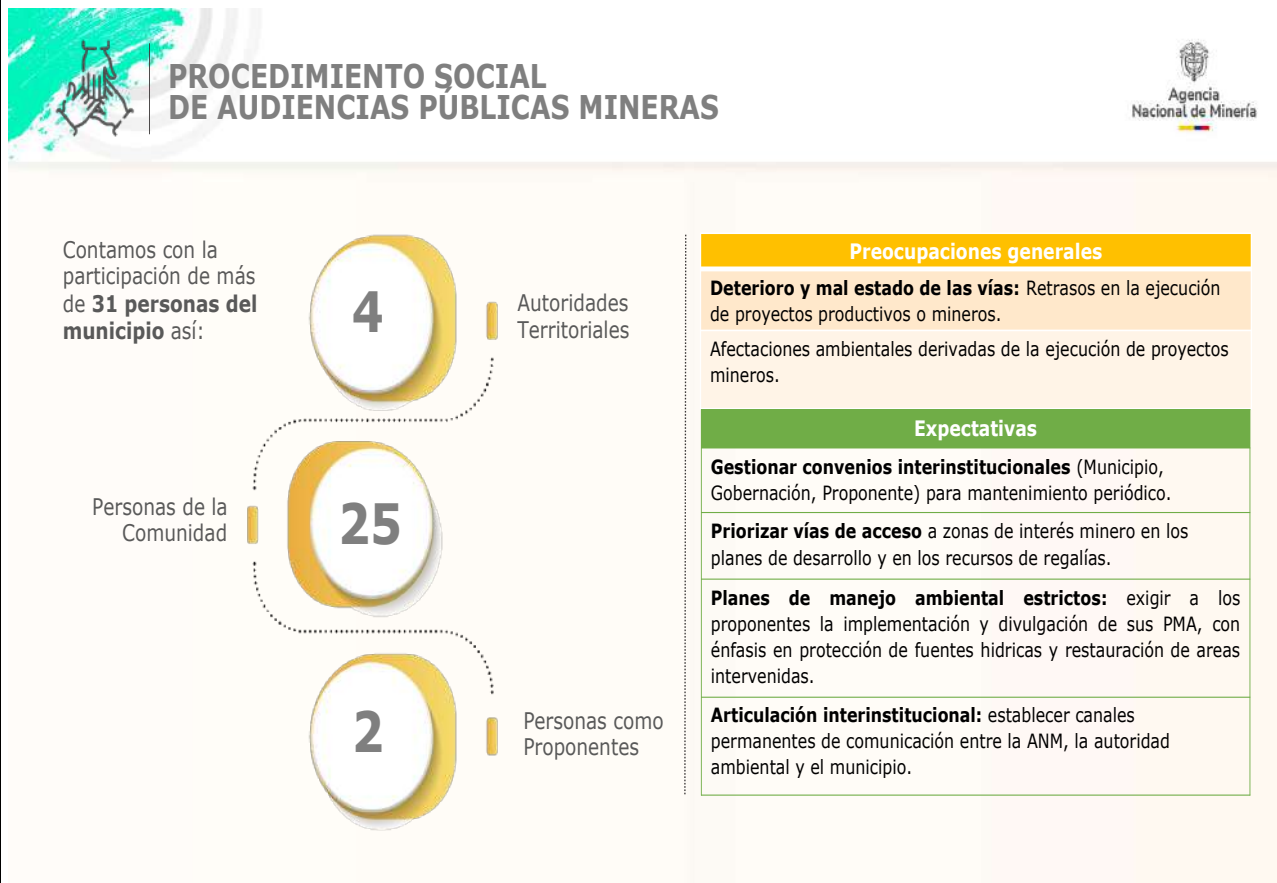 PROCEDIMIENTO SOCIAL
DE AUDIENCIAS PÚBLICAS MINERAS
Agencia
Nacional de Minería
Contamos con la
participación de más
de 31 personas del
municipio así:
4
Autoridades
Territoriales
Personas de la
Comunidad
25
2
Personas como
Proponentes
Preocupaciones generales
Deterioro y mal estado de las vías: Retrasos en la ejecución
de proyectos productivos o mineros.
Afectaciones ambientales derivadas de la ejecución de proyectos
mineros.
Expectativas
Gestionar convenios interinstitucionales (Municipio,
Gobernación, Proponente) para mantenimiento periódico.
Priorizar vías de acceso a zonas de interés minero en los
planes de desarrollo y en los recursos de regalías.
Planes de manejo ambiental estrictos: exigir a los
proponentes la implementación y divulgación de sus PMA, con
énfasis en protección de fuentes hidricas y restauración de areas
intervenidas.
Articulación interinstitucional: establecer canales
permanentes de comunicación entre la ANM, la autoridad
ambiental y el municipio.